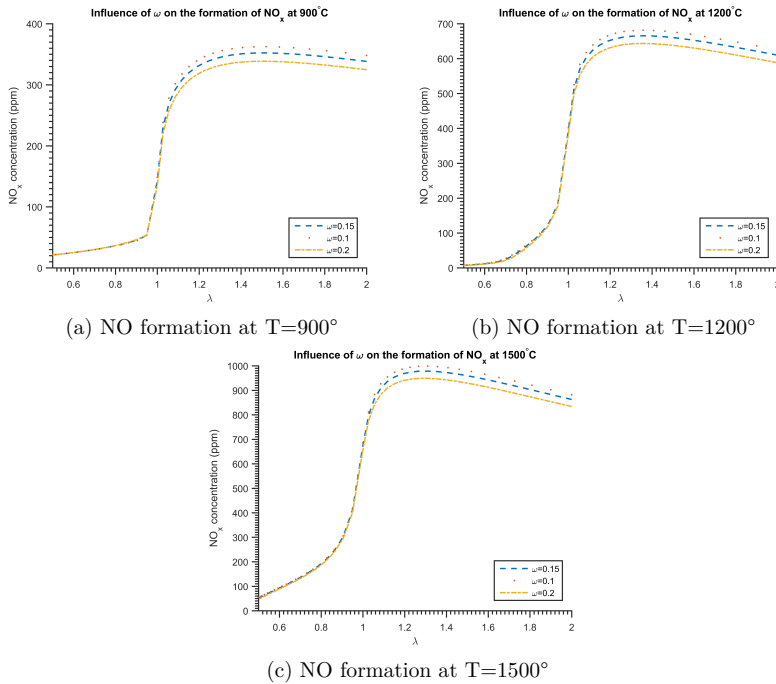 Influence of ω on the formation of NOx at 900°C
NOx concentration (ppm)
400
300
200
100
0
0.6 0.8 1 1.2 1.4 1.6 1.8 2
λ
ω=0.15
ω=0.1
ω=0.2
(a) NO formation at T=900°
Influence of ω on the formation of NOx at 1200°C
NOx concentration (ppm)
700
600
500
400
300
200
100
0
0.6 0.8 1 1.2 1.4 1.6 1.8 2
λ
ω=0.15
ω=0.1
ω=0.2
(b) NO formation at T=1200°
Influence of ω on the formation of NOx at 1500°C
NOx concentration (ppm)
1000
900
800
700
600
500
400
300
200
100
0
0.6 0.8 1 1.2 1.4 1.6 1.8 2
λ
ω=0.15
ω=0.1
ω=0.2
(c) NO formation at T=1500°